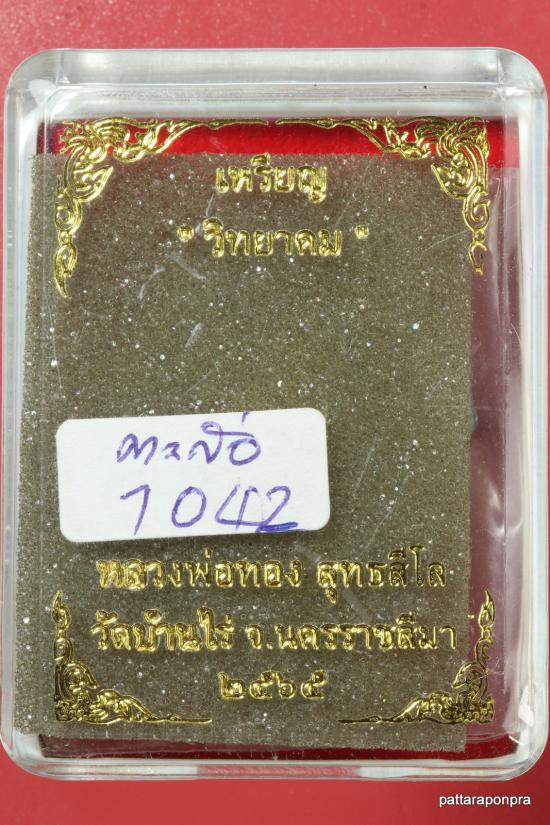 เหรียญ
" วิทยาคม "
ตะกั่ว
1042
หลวงพ่อทอง สุทธสีโล
วัดบ้านไร่ จ.นครราชสีมา
๒๕๖๕
pattaraponpra